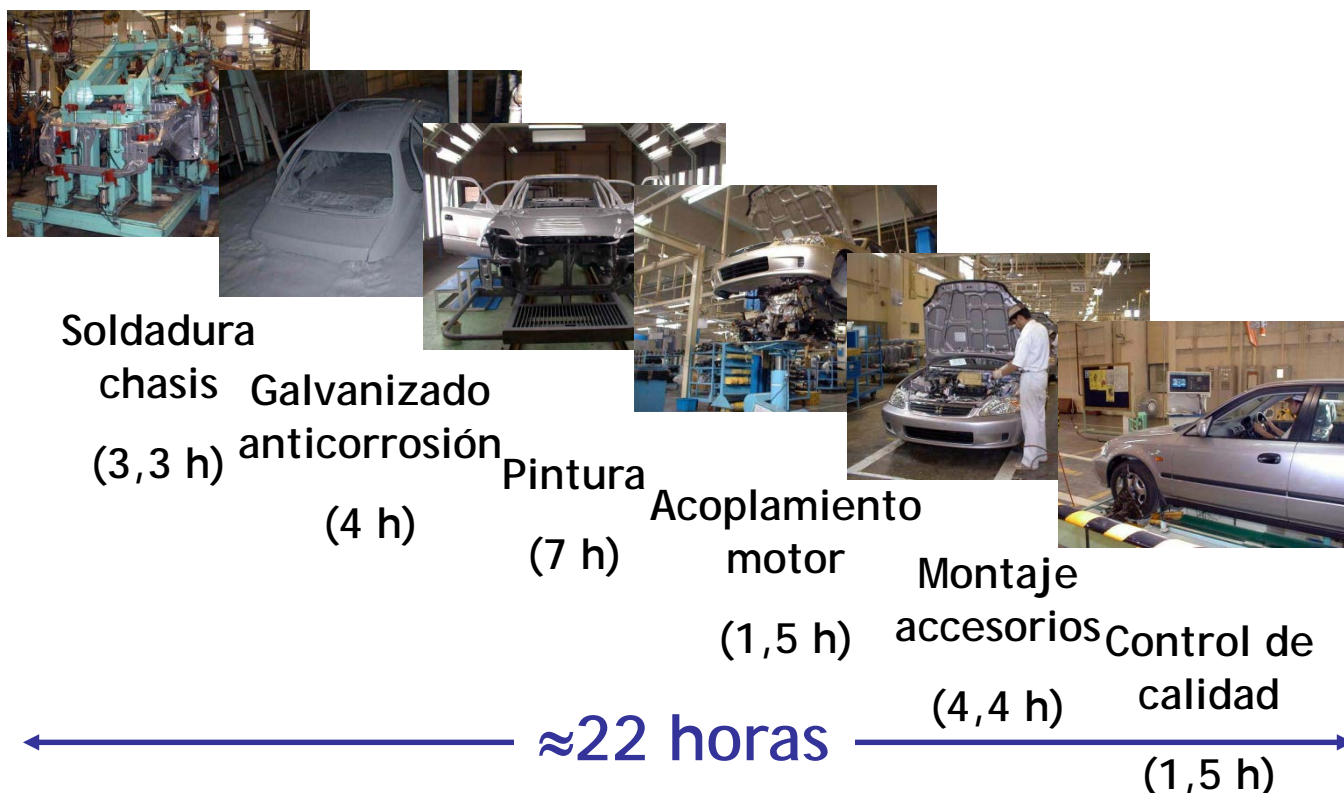 Soldadura
chasis
(3,3 h)
Galvanizado
anticorrosión
(4 h)
Pintura
(7 h)
Acoplamiento
motor
(1,5 h)
Montaje
accesorios
(4,4 h)
Control de
calidad
(1,5 h)
≈22 horas